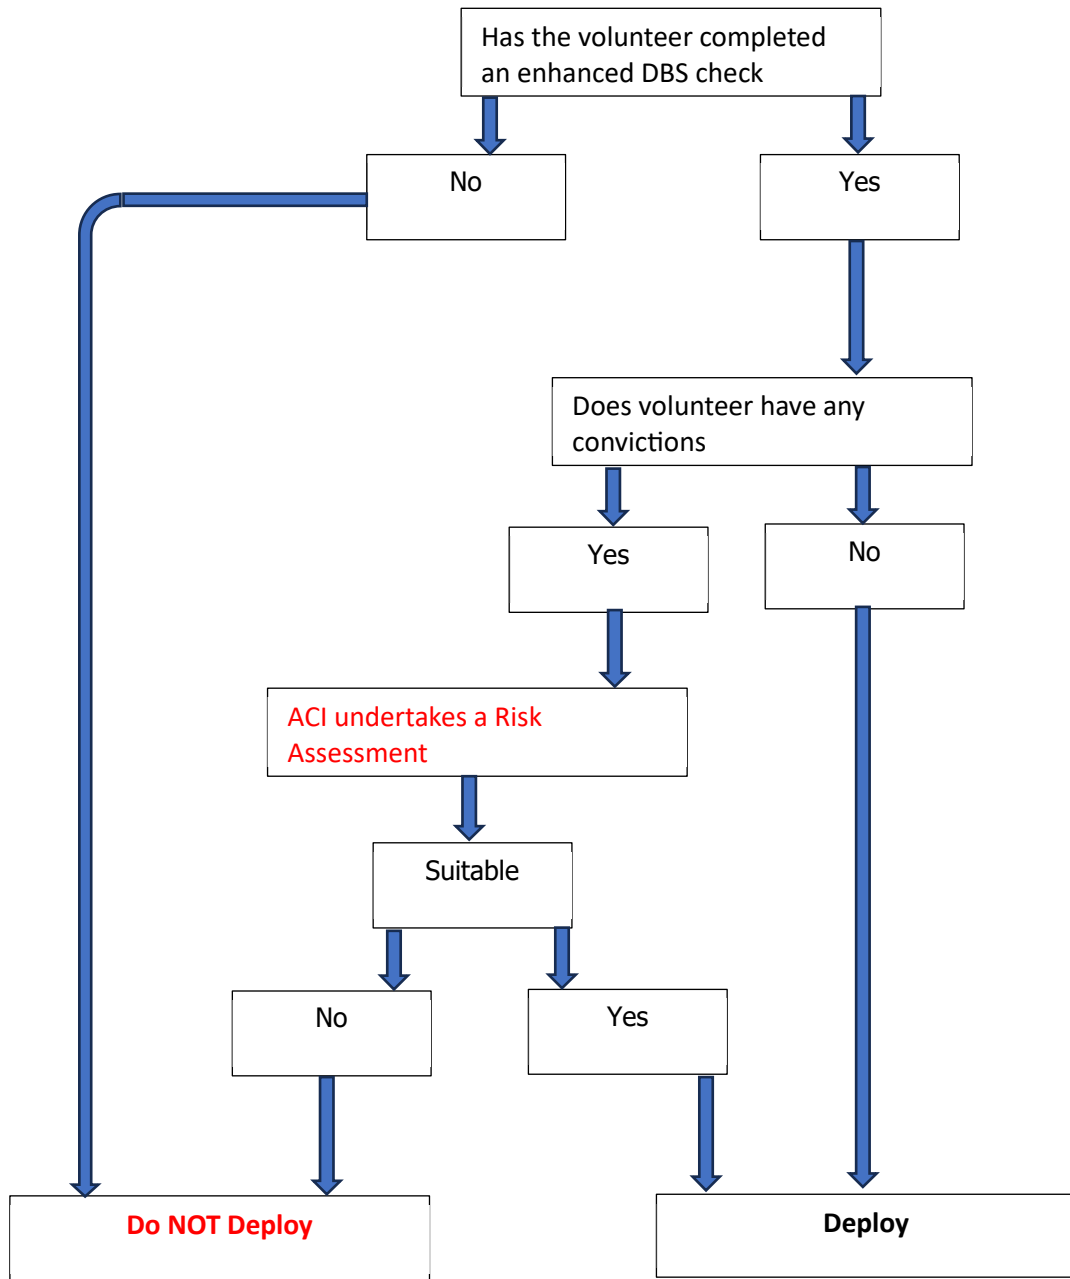 Has the volunteer completed
an enhanced DBS check
No
Yes
Does volunteer have any
convictions
Yes
No
ACI undertakes a Risk
Assessment
Suitable
No
Yes
Do NOT Deploy
Deploy